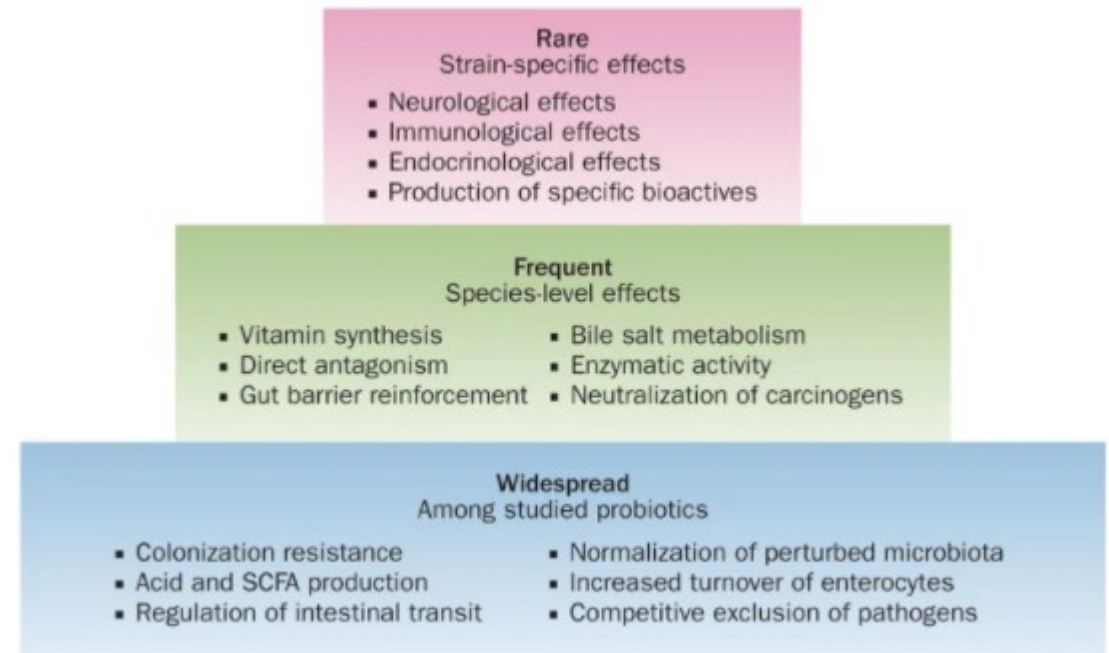 Rare
Strain-specific effects
▪ Neurological effects
▪ Immunological effects
▪ Endocrinological effects
▪ Production of specific bioactives
Frequent
Species-level effects
▪ Vitamin synthesis
▪ Direct antagonism
▪ Gut barrier reinforcement
▪ Bile salt metabolism
▪ Enzymatic activity
▪ Neutralization of carcinogens
Widespread
Among studied probiotics
▪ Colonization resistance
▪ Acid and SCFA production
▪ Regulation of intestinal transit
▪ Normalization of perturbed microbiota
▪ Increased turnover of enterocytes
▪ Competitive exclusion of pathogens